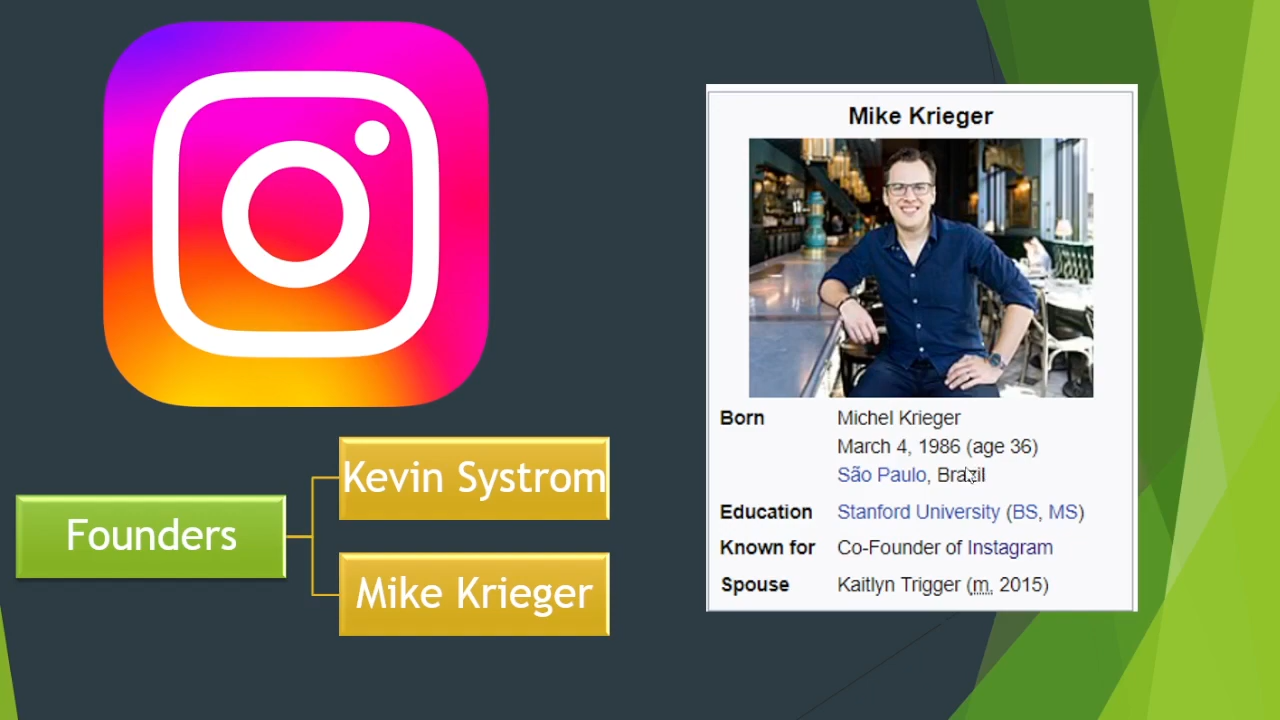 Founders
Kevin Systrom
Mike Krieger
Mike Krieger
Born Michel Krieger
March 4, 1986 (age 36)
São Paulo, Brazil
Education Stanford University (BS, MS)
Known for Co-Founder of Instagram
Spouse Kaitlyn Trigger (m. 2015)